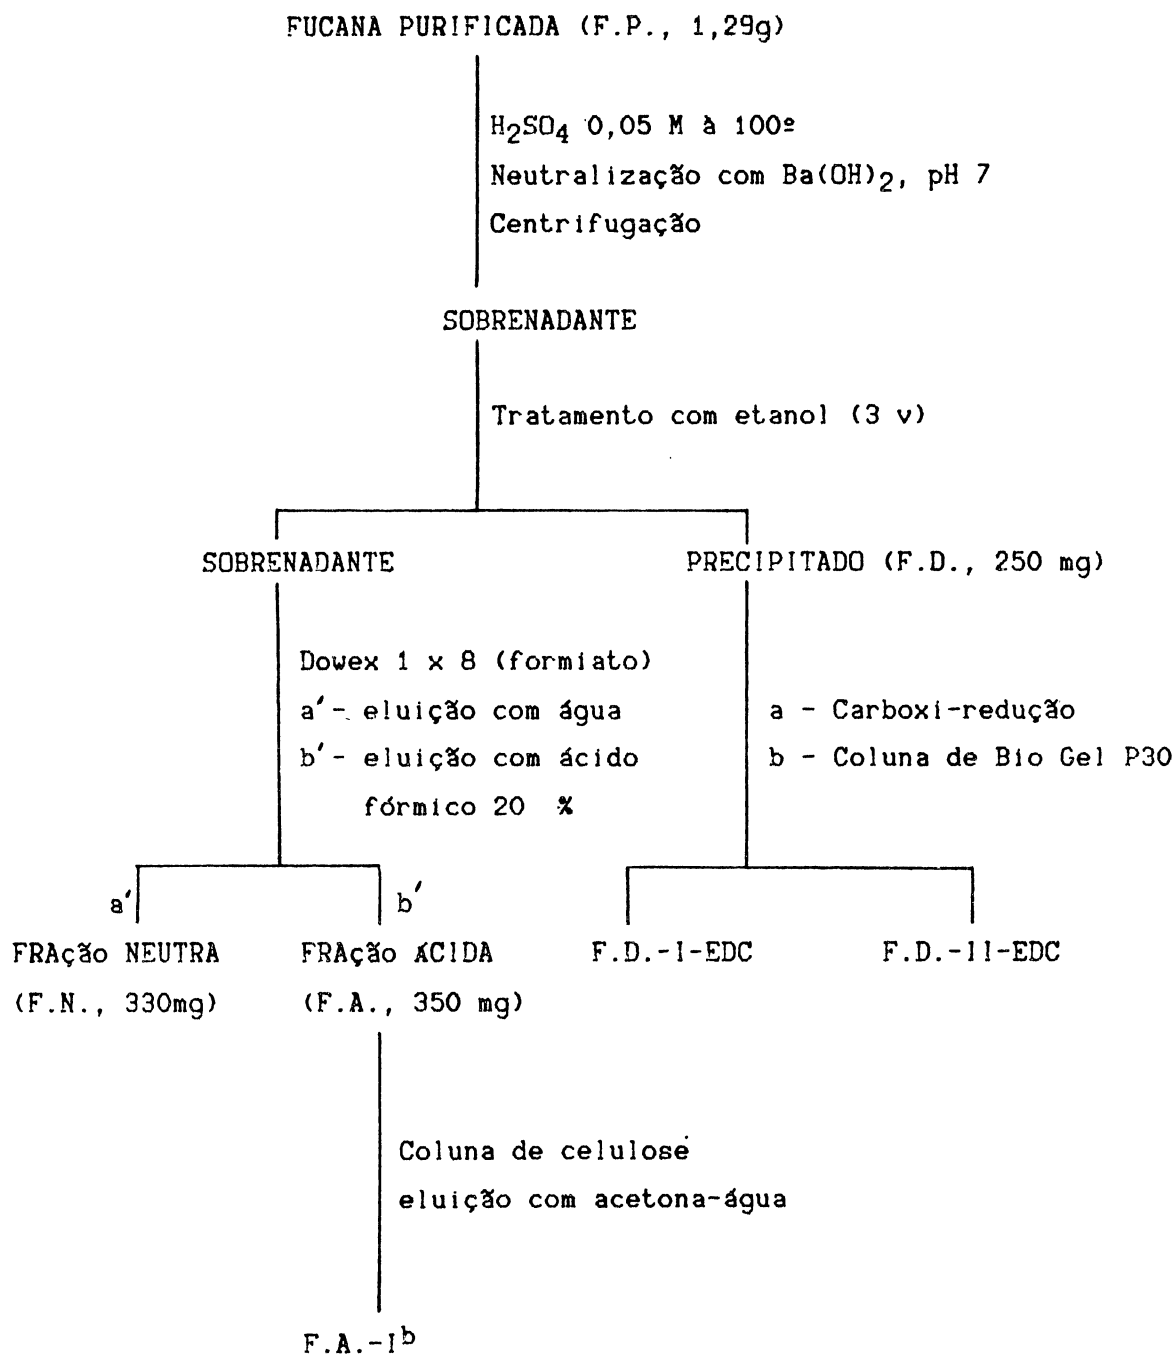 FUCANA PURIFICADA (F.P., 1,29g)
H₂SO₄ 0,05 M à 100º
Neutralização com Ba(OH)₂, pH 7
Centrifugação
SOBRENADANTE
Tratamento com etanol (3 v)
SOBRENADANTE
PRECIPITADO (F.D., 250 mg)
Dowex 1 x 8 (formiato)
a' - eluição com água
b' - eluição com ácido
fórmico 20 %
a - Carboxi-redução
b - Coluna de Bio Gel P30
a'
b'
FRAção NEUTRA
(F.N., 330mg)
FRAção ÁCIDA
(F.A., 350 mg)
F.D.-I-EDC
F.D.-II-EDC
Coluna de celulose
eluição com acetona-água
F.A.-Iᵇ